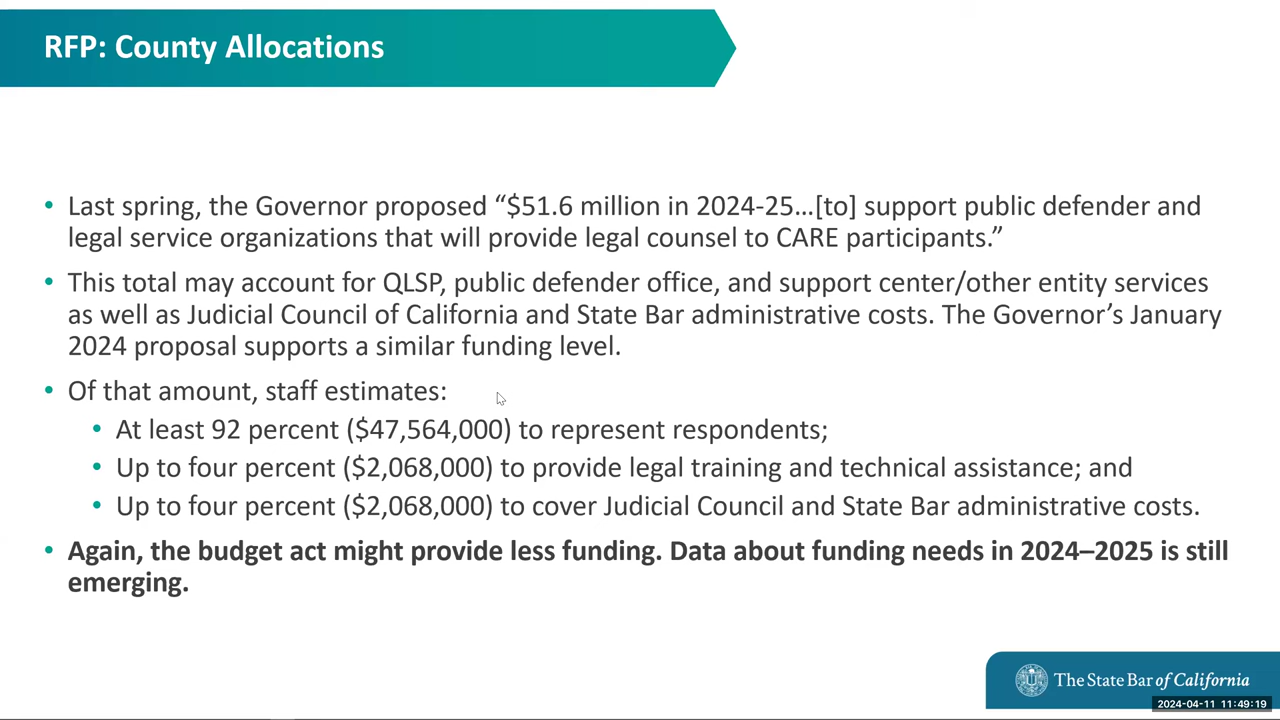 RFP: County Allocations
• Last spring, the Governor proposed “$51.6 million in 2024-25…[to] support public defender and
legal service organizations that will provide legal counsel to CARE participants.”
• This total may account for QLSP, public defender office, and support center/other entity services
as well as Judicial Council of California and State Bar administrative costs. The Governor’s January
2024 proposal supports a similar funding level.
• Of that amount, staff estimates:
• At least 92 percent ($47,564,000) to represent respondents;
• Up to four percent ($2,068,000) to provide legal training and technical assistance; and
• Up to four percent ($2,068,000) to cover Judicial Council and State Bar administrative costs.
• Again, the budget act might provide less funding. Data about funding needs in 2024–2025 is still
emerging.
The State Bar of California
2024-04-11 11:49:19